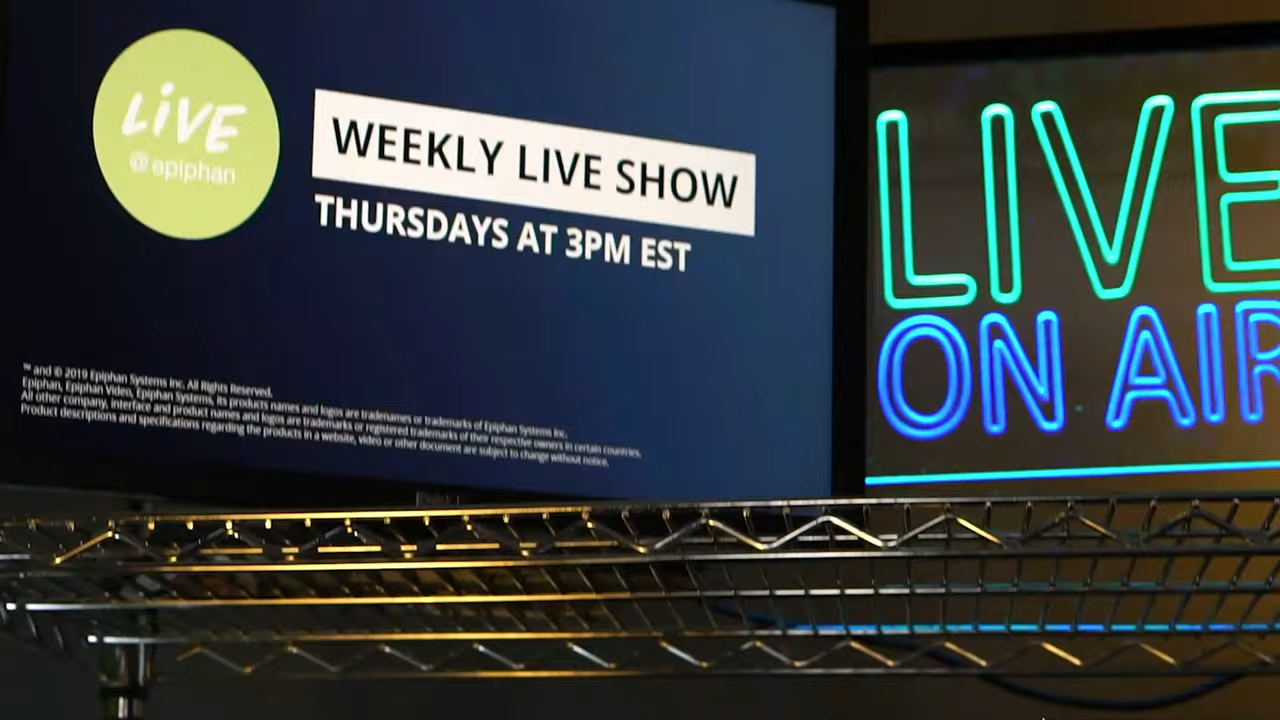 LiVE
@epiphan
WEEKLY LIVE SHOW
THURSDAYS AT 3PM EST
™ and © 2019 Epiphan Systems Inc. All Rights Reserved.
Epiphan, Epiphan Video, Epiphan Systems, its products names and logos are tradenames or trademarks of Epiphan Systems Inc.
All other company, interface and product names and logos are trademarks or registered trademarks of their respective owners in certain countries.
Product descriptions and specifications regarding the products in a website, video or other document are subject to change without notice.
LIVE
ON AIR